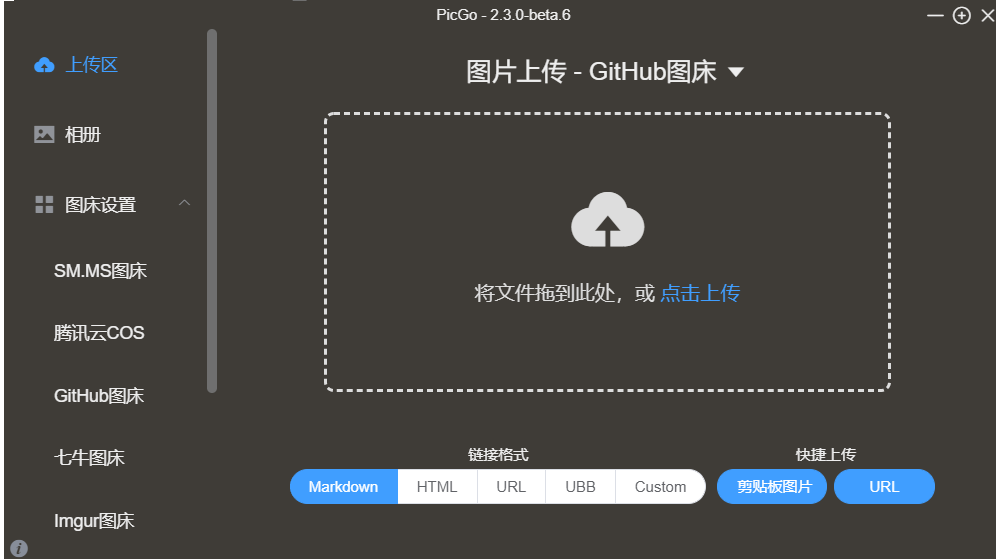 PicGo - 2.3.0-beta.6
上传区
相册
图床设置
SM.MS图床
腾讯云COS
GitHub图床
七牛图床
Imgur图床
图片上传 - GitHub图床
将文件拖到此处，或 点击上传
链接格式
Markdown HTML URL UBB Custom
快捷上传
剪贴板图片 URL